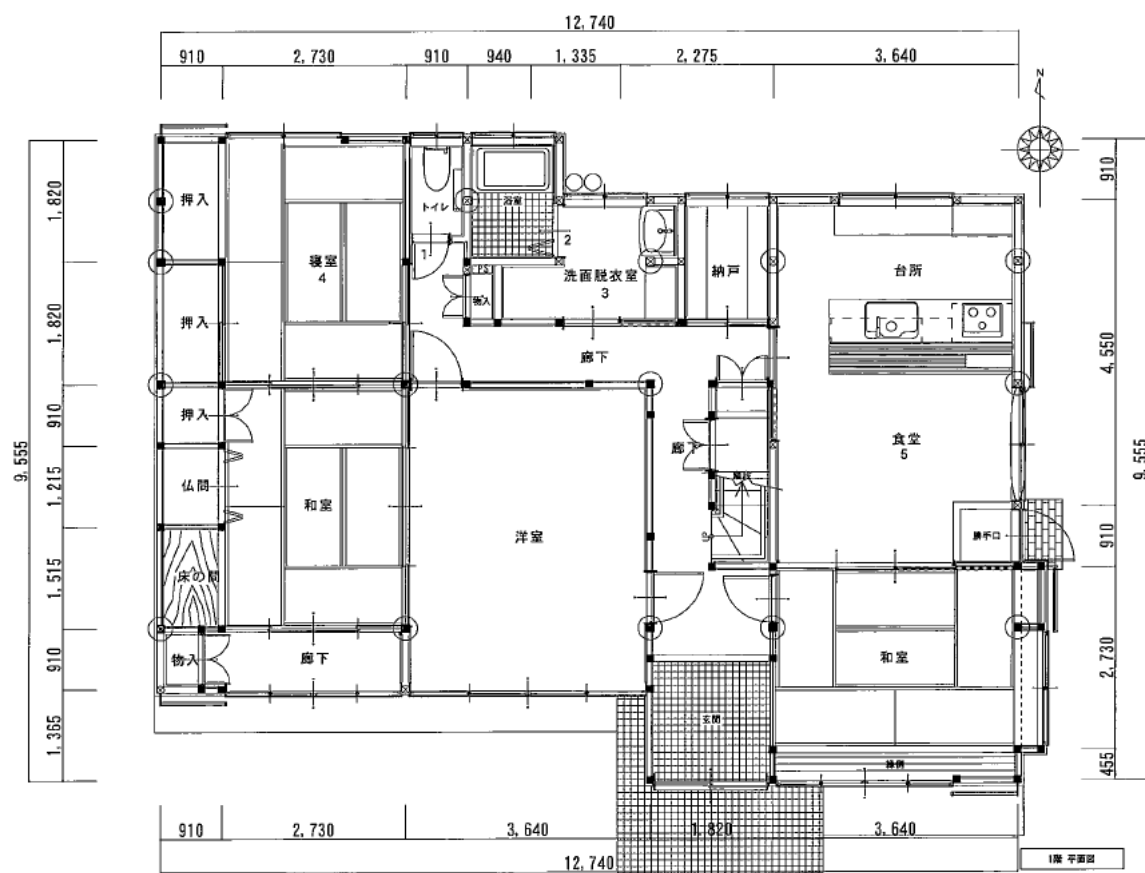 12,740
910 2,730 910 940 1,335 2,275 3,640
N
9,555
1,820
1,820
910
1,215
1,515
910
1,365
910
4,550
910
2,730
455
9,555
押入
寝室
4
トイレ
1
浴室
2
洗面脱衣室
3
PS
物入
納戸
台所
押入
廊下
押入
仏間
和室
洋室
廊下
階段
UP
食堂
5
勝手口
床の間
物入
廊下
玄関
和室
縁側
910 2,730 3,640 1,820 3,640
12,740
1階 平面図